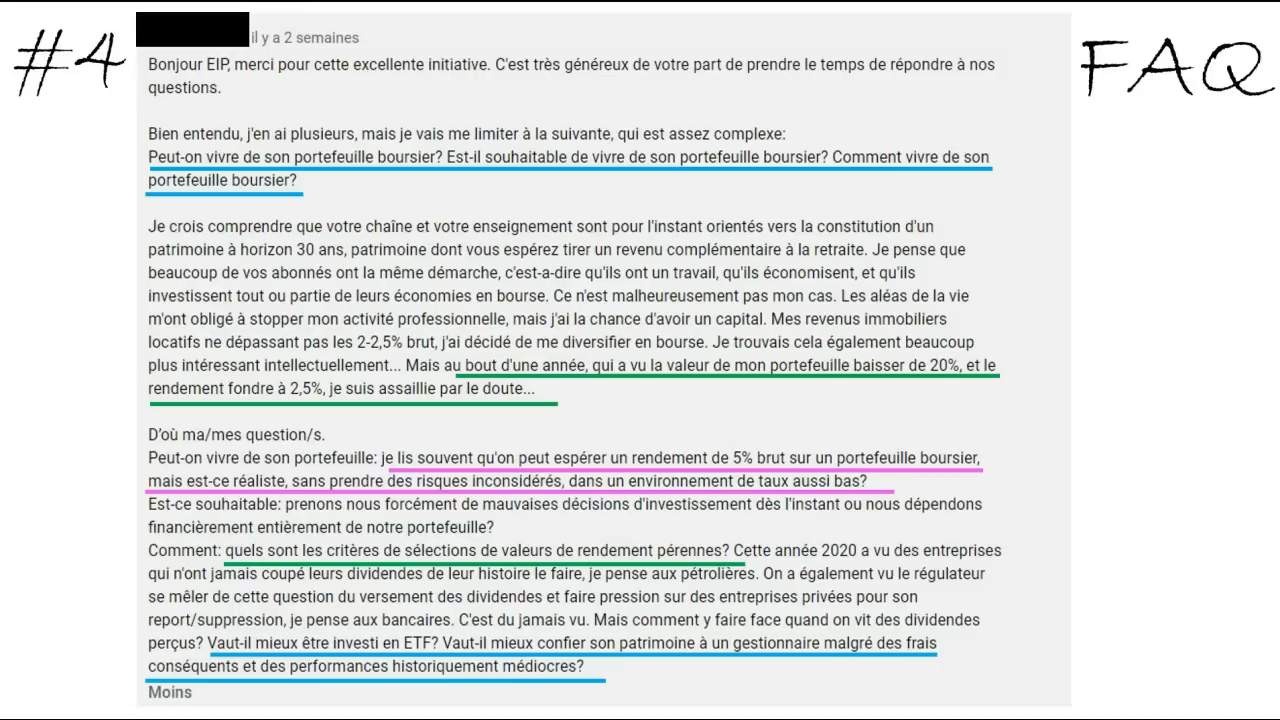 #4
FAQ
il y a 2 semaines
Bonjour EIP, merci pour cette excellente initiative. C'est très généreux de votre part de prendre le temps de répondre à nos
questions.
Bien entendu, j'en ai plusieurs, mais je vais me limiter à la suivante, qui est assez complexe:
Peut-on vivre de son portefeuille boursier? Est-il souhaitable de vivre de son portefeuille boursier? Comment vivre de son
portefeuille boursier?
Je crois comprendre que votre chaîne et votre enseignement sont pour l'instant orientés vers la constitution d'un
patrimoine à horizon 30 ans, patrimoine dont vous espérez tirer un revenu complémentaire à la retraite. Je pense que
beaucoup de vos abonnés ont la même démarche, c'est-a-dire qu'ils ont un travail, qu'ils économisent, et qu'ils
investissent tout ou partie de leurs économies en bourse. Ce n'est malheureusement pas mon cas. Les aléas de la vie
m'ont obligé à stopper mon activité professionnelle, mais j'ai la chance d'avoir un capital. Mes revenus immobiliers
locatifs ne dépassant pas les 2-2,5% brut, j'ai décidé de me diversifier en bourse. Je trouvais cela également beaucoup
plus intéressant intellectuellement... Mais au bout d'une année, qui a vu la valeur de mon portefeuille baisser de 20%, et le
rendement fondre à 2,5%, je suis assaillie par le doute...
D'où ma/mes question/s.
Peut-on vivre de son portefeuille: je lis souvent qu'on peut espérer un rendement de 5% brut sur un portefeuille boursier,
mais est-ce réaliste, sans prendre des risques inconsidérés, dans un environnement de taux aussi bas?
Est-ce souhaitable: prenons nous forcément de mauvaises décisions d'investissement dès l'instant ou nous dépendons
financièrement entièrement de notre portefeuille?
Comment: quels sont les critères de sélections de valeurs de rendement pérennes? Cette année 2020 a vu des entreprises
qui n'ont jamais coupé leurs dividendes de leur histoire le faire, je pense aux pétrolières. On a également vu le régulateur
se mêler de cette question du versement des dividendes et faire pression sur des entreprises privées pour son
report/suppression, je pense aux bancaires. C'est du jamais vu. Mais comment y faire face quand on vit des dividendes
perçus? Vaut-il mieux être investi en ETF? Vaut-il mieux confier son patrimoine à un gestionnaire malgré des frais
conséquents et des performances historiquement médiocres?
Moins